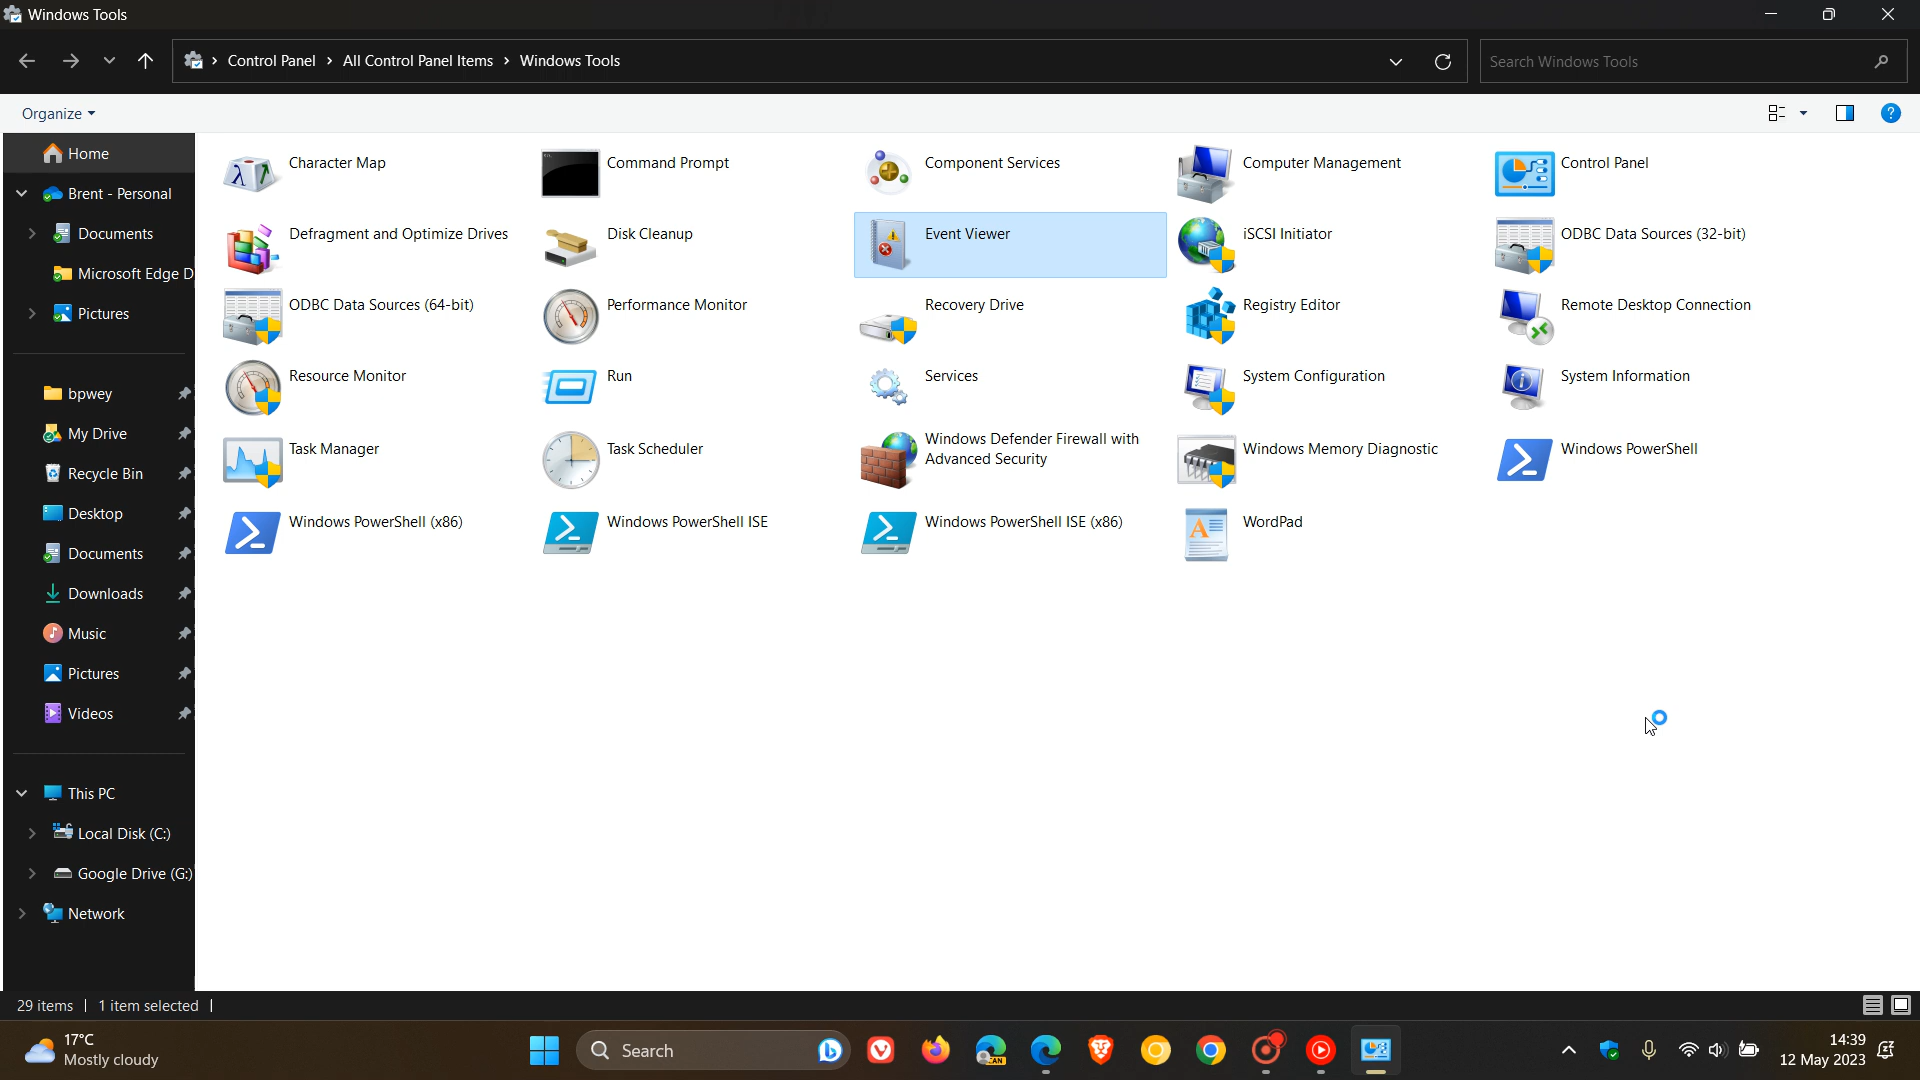 Windows Tools
Control Panel › All Control Panel Items › Windows Tools
Search Windows Tools
Organize
Home
Brent - Personal
Documents
Microsoft Edge D
Pictures
bpwey
My Drive
Recycle Bin
Desktop
Documents
Downloads
Music
Pictures
Videos
This PC
Local Disk (C:)
Google Drive (G:)
Network
Character Map
Command Prompt
Component Services
Computer Management
Control Panel
Defragment and Optimize Drives
Disk Cleanup
Event Viewer
iSCSI Initiator
ODBC Data Sources (32-bit)
ODBC Data Sources (64-bit)
Performance Monitor
Recovery Drive
Registry Editor
Remote Desktop Connection
Resource Monitor
Run
Services
System Configuration
System Information
Task Manager
Task Scheduler
Windows Defender Firewall with
Advanced Security
Windows Memory Diagnostic
Windows PowerShell
Windows PowerShell (x86)
Windows PowerShell ISE
Windows PowerShell ISE (x86)
WordPad
29 items | 1 item selected |
17°C
Mostly cloudy
Search
CAN
14:39
12 May 2023